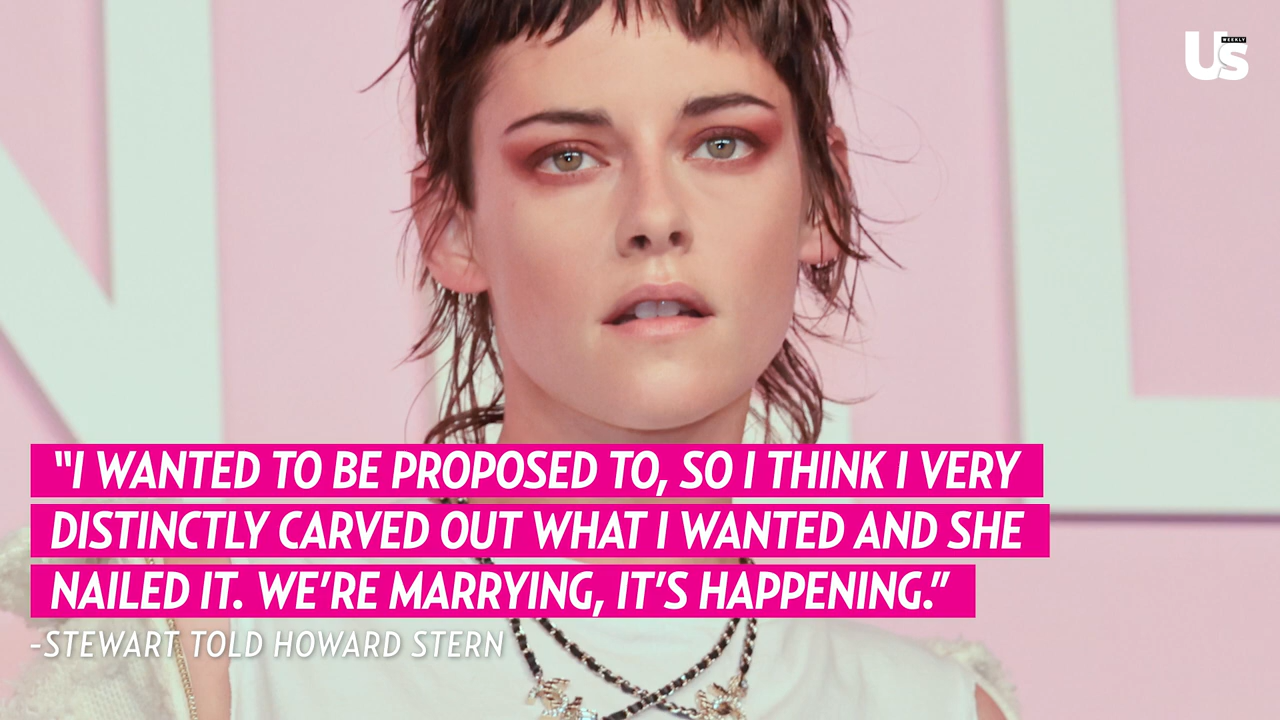 Us
WEEKLY
“I WANTED TO BE PROPOSED TO, SO I THINK I VERY
DISTINCTLY CARVED OUT WHAT I WANTED AND SHE
NAILED IT. WE’RE MARRYING, IT’S HAPPENING.”
-STEWART TOLD HOWARD STERN